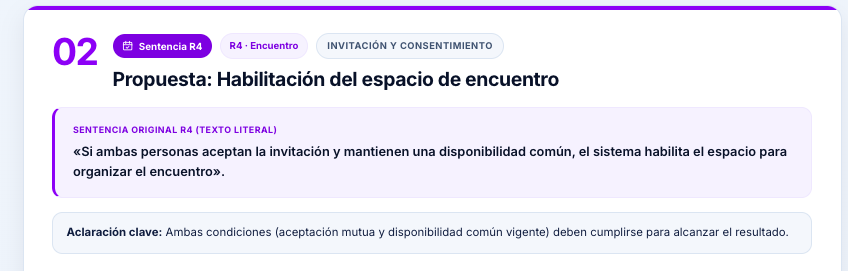 02
Sentencia R4
R4 · Encuentro
INVITACIÓN Y CONSENTIMIENTO
Propuesta: Habilitación del espacio de encuentro
SENTENCIA ORIGINAL R4 (TEXTO LITERAL)
«Si ambas personas aceptan la invitación y mantienen una disponibilidad común, el sistema habilita el espacio para
organizar el encuentro».
Aclaración clave: Ambas condiciones (aceptación mutua y disponibilidad común vigente) deben cumplirse para alcanzar el resultado.